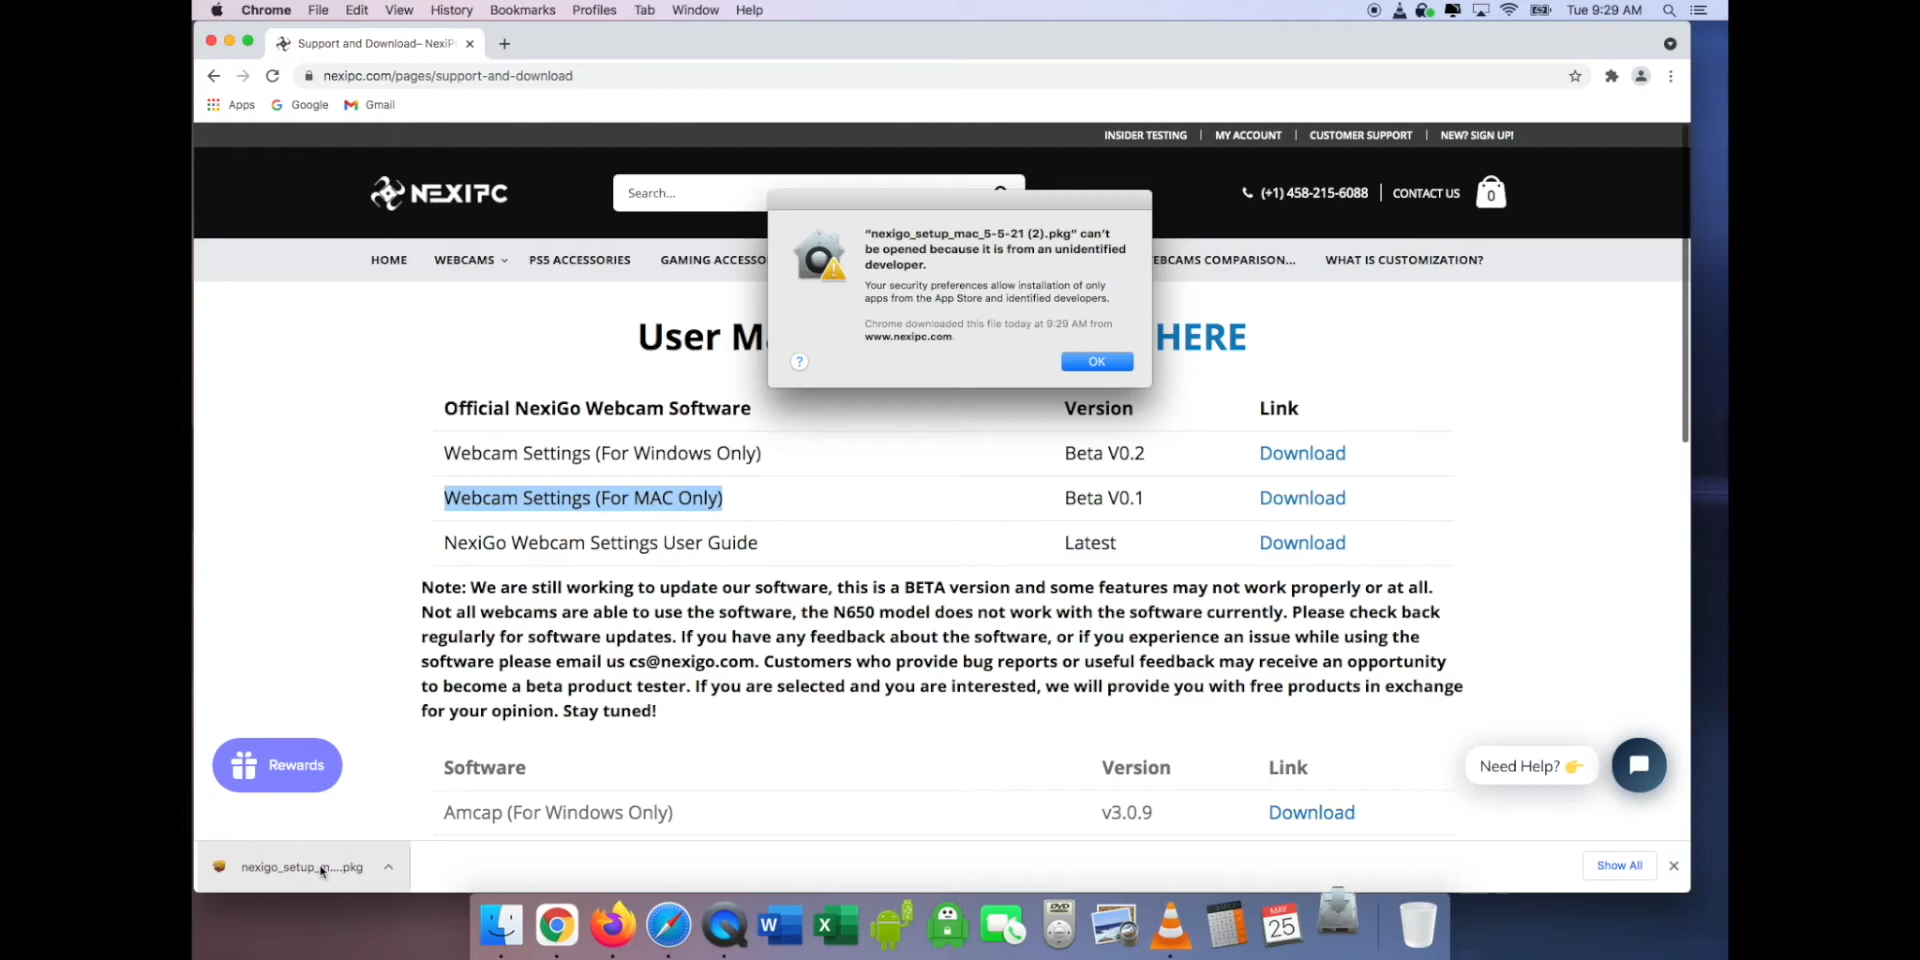 Chrome File Edit View History Bookmarks Profiles Tab Window Help Tue 9:29 AM
Support and Download– NexiP
nexipc.com/pages/support-and-download
Apps Google Gmail
INSIDER TESTING | MY ACCOUNT | CUSTOMER SUPPORT | NEW? SIGN UP!
NEXIPC Search... (+1) 458-215-6088 | CONTACT US 0
HOME WEBCAMS PS5 ACCESSORIES GAMING ACCESSO EBCAMS COMPARISON... WHAT IS CUSTOMIZATION?
"nexigo_setup_mac_5-5-21 (2).pkg" can't
be opened because it is from an unidentified
developer.
Your security preferences allow installation of only
apps from the App Store and identified developers.
Chrome downloaded this file today at 9:29 AM from
www.nexipc.com.
? OK
User Ma HERE
Official NexiGo Webcam Software Version Link
Webcam Settings (For Windows Only) Beta V0.2 Download
Webcam Settings (For MAC Only) Beta V0.1 Download
NexiGo Webcam Settings User Guide Latest Download
Note: We are still working to update our software, this is a BETA version and some features may not work properly or at all.
Not all webcams are able to use the software, the N650 model does not work with the software currently. Please check back
regularly for software updates. If you have any feedback about the software, or if you experience an issue while using the
software please email us cs@nexigo.com. Customers who provide bug reports or useful feedback may receive an opportunity
to become a beta product tester. If you are selected and you are interested, we will provide you with free products in exchange
for your opinion. Stay tuned!
Rewards
Need Help? 👉
Software Version Link
Amcap (For Windows Only) v3.0.9 Download
nexigo_setup_m....pkg Show All
W X DVD MAY 25